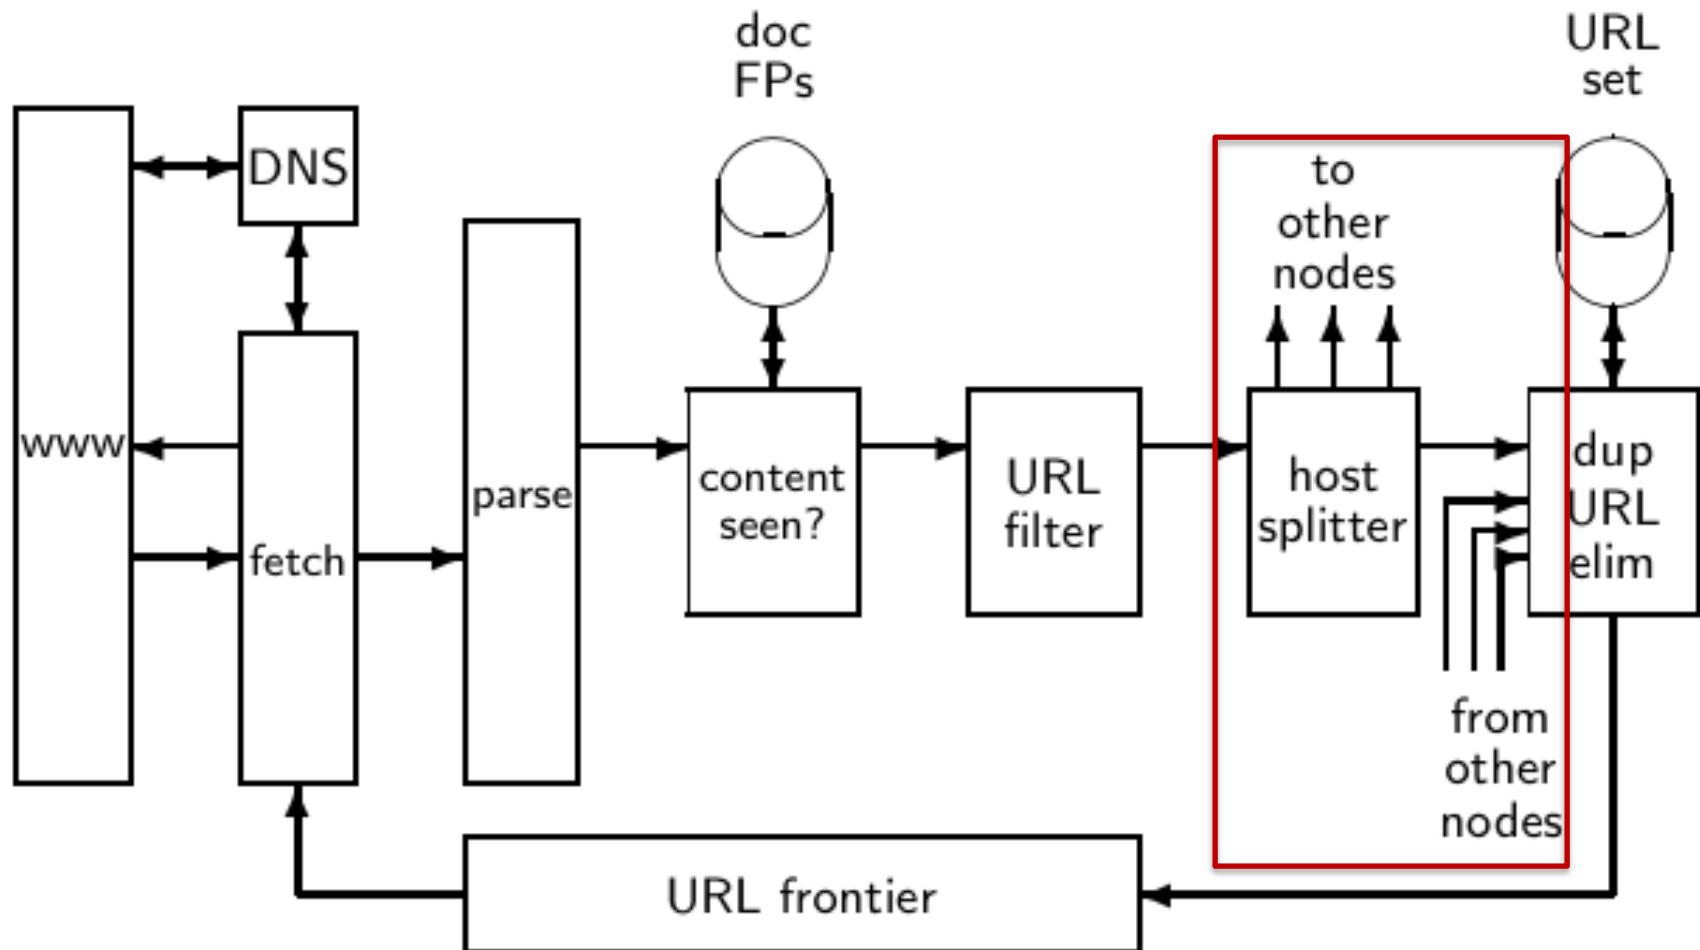 doc
FPs
URL
set
DNS
to
other
nodes
www
fetch
parse
content
seen?
URL
filter
host
splitter
dup
URL
elim
from
other
nodes
URL frontier